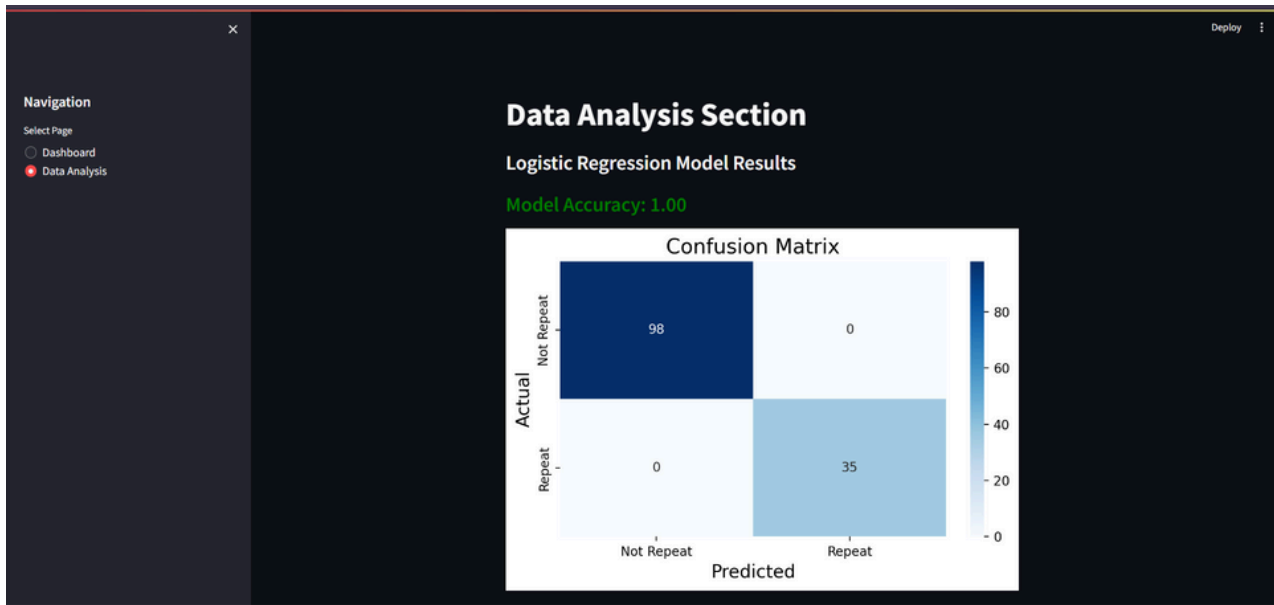 Deploy
Navigation
Select Page
Dashboard
Data Analysis
Data Analysis Section
Logistic Regression Model Results
Model Accuracy: 1.00
Confusion Matrix
Actual
Not Repeat
Repeat
98
0
0
35
Not Repeat
Repeat
Predicted
80
60
40
20
0